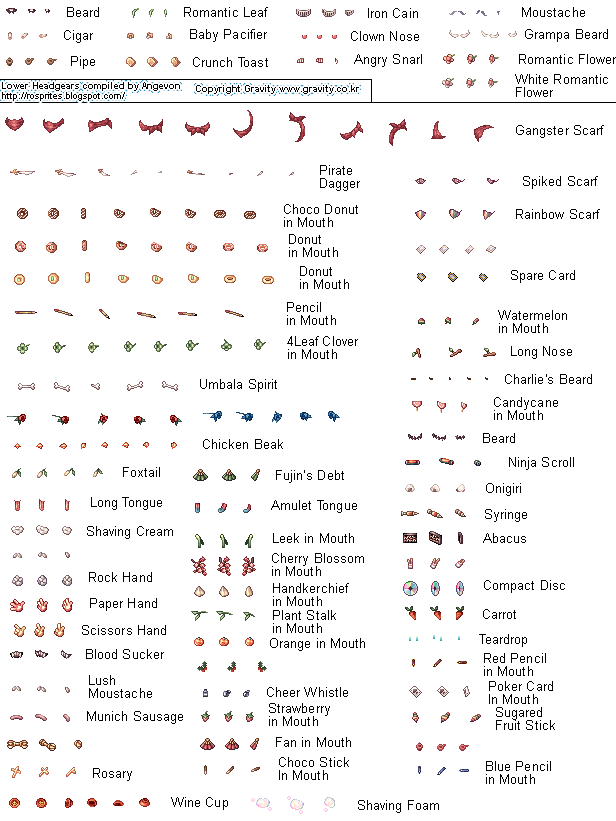 Beard
Romantic Leaf
Iron Cain
Moustache
Cigar
Baby Pacifier
Clown Nose
Grampa Beard
Pipe
Crunch Toast
Angry Snarl
Romantic Flower
White Romantic
Flower
Lower Headgears compiled by Angevon
http://rosprites.blogspot.com/
Copyright Gravity www.gravity.co.kr
Gangster Scarf
Pirate
Dagger
Spiked Scarf
Choco Donut
in Mouth
Rainbow Scarf
Donut
in Mouth
Donut
in Mouth
Spare Card
Pencil
in Mouth
Watermelon
in Mouth
4Leaf Clover
in Mouth
Long Nose
Umbala Spirit
Charlie's Beard
Candycane
in Mouth
Chicken Beak
Beard
Foxtail
Fujin's Debt
Ninja Scroll
Onigiri
Long Tongue
Amulet Tongue
Syringe
Shaving Cream
Leek in Mouth
Abacus
Cherry Blossom
in Mouth
Rock Hand
Handkerchief
in Mouth
Compact Disc
Paper Hand
Plant Stalk
in Mouth
Carrot
Scissors Hand
Orange in Mouth
Teardrop
Blood Sucker
Red Pencil
in Mouth
Lush
Moustache
Cheer Whistle
Poker Card
In Mouth
Munich Sausage
Strawberry
in Mouth
Sugared
Fruit Stick
Fan in Mouth
Rosary
Choco Stick
In Mouth
Blue Pencil
in Mouth
Wine Cup
Shaving Foam